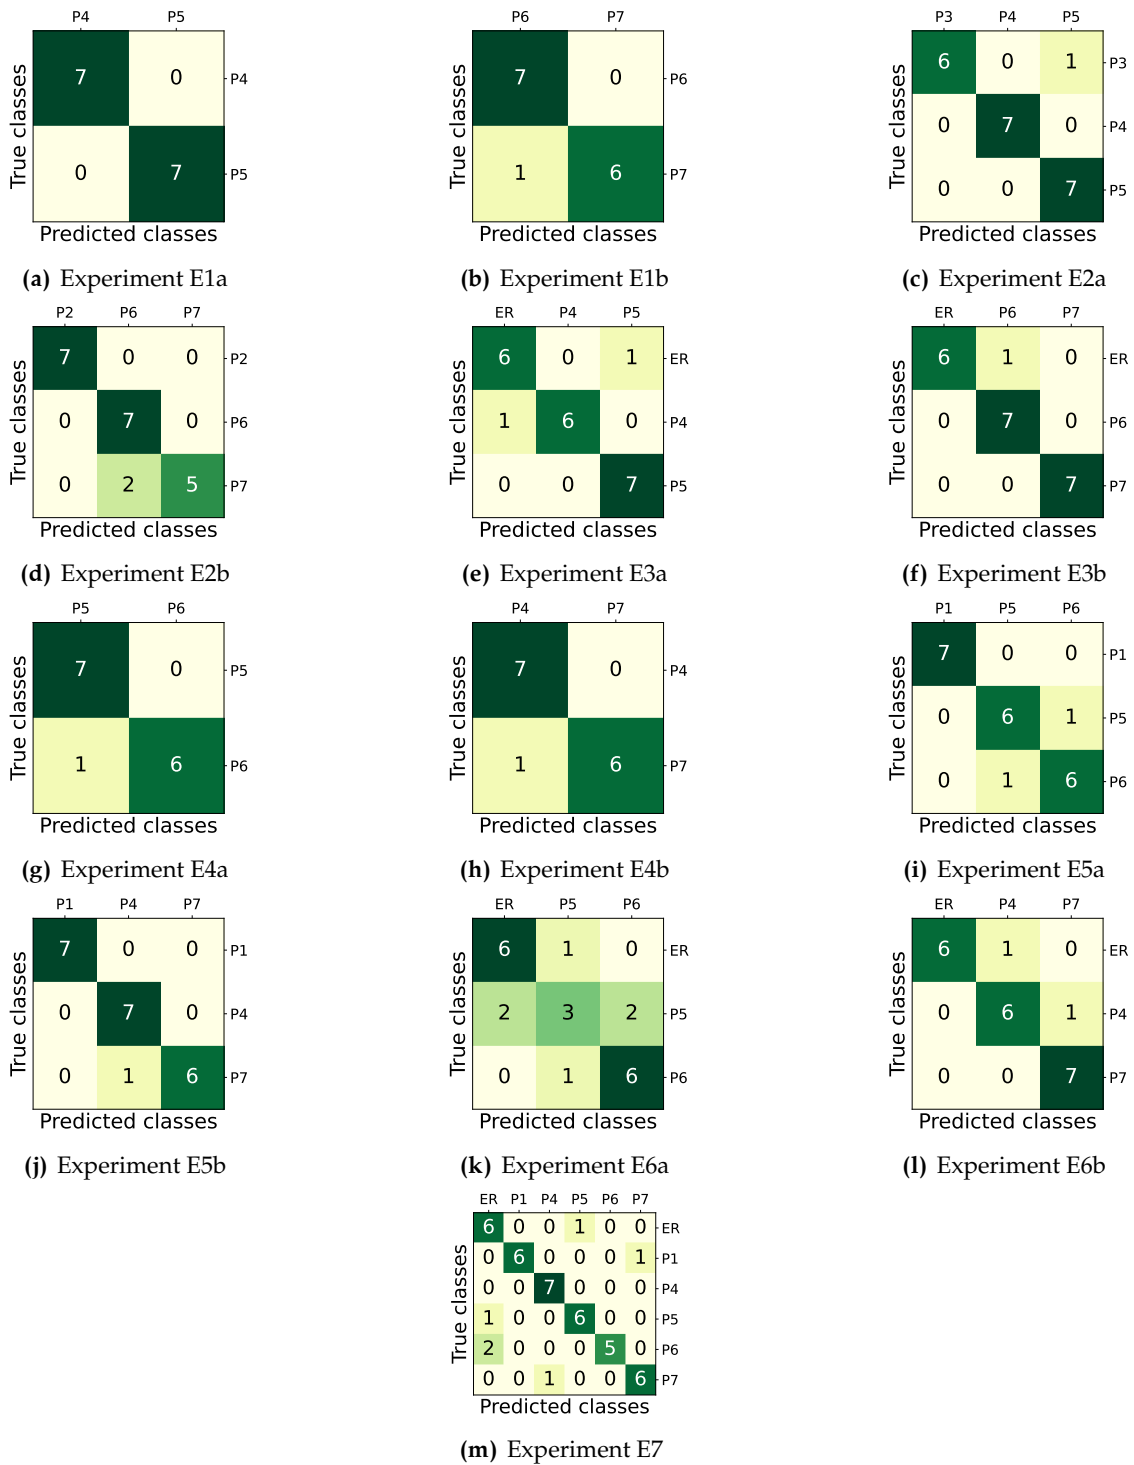 P4 P5
True classes
7 0 P4
0 7 P5
Predicted classes
(a) Experiment E1a
P6 P7
True classes
7 0 P6
1 6 P7
Predicted classes
(b) Experiment E1b
P3 P4 P5
True classes
6 0 1 P3
0 7 0 P4
0 0 7 P5
Predicted classes
(c) Experiment E2a
P2 P6 P7
True classes
7 0 0 P2
0 7 0 P6
0 2 5 P7
Predicted classes
(d) Experiment E2b
ER P4 P5
True classes
6 0 1 ER
1 6 0 P4
0 0 7 P5
Predicted classes
(e) Experiment E3a
ER P6 P7
True classes
6 1 0 ER
0 7 0 P6
0 0 7 P7
Predicted classes
(f) Experiment E3b
P5 P6
True classes
7 0 P5
1 6 P6
Predicted classes
(g) Experiment E4a
P4 P7
True classes
7 0 P4
1 6 P7
Predicted classes
(h) Experiment E4b
P1 P5 P6
True classes
7 0 0 P1
0 6 1 P5
0 1 6 P6
Predicted classes
(i) Experiment E5a
P1 P4 P7
True classes
7 0 0 P1
0 7 0 P4
0 1 6 P7
Predicted classes
(j) Experiment E5b
ER P5 P6
True classes
6 1 0 ER
2 3 2 P5
0 1 6 P6
Predicted classes
(k) Experiment E6a
ER P4 P7
True classes
6 1 0 ER
0 6 1 P4
0 0 7 P7
Predicted classes
(l) Experiment E6b
ER P1 P4 P5 P6 P7
True classes
6 0 0 1 0 0 ER
0 6 0 0 0 1 P1
0 0 7 0 0 0 P4
1 0 0 6 0 0 P5
2 0 0 0 5 0 P6
0 0 1 0 0 6 P7
Predicted classes
(m) Experiment E7